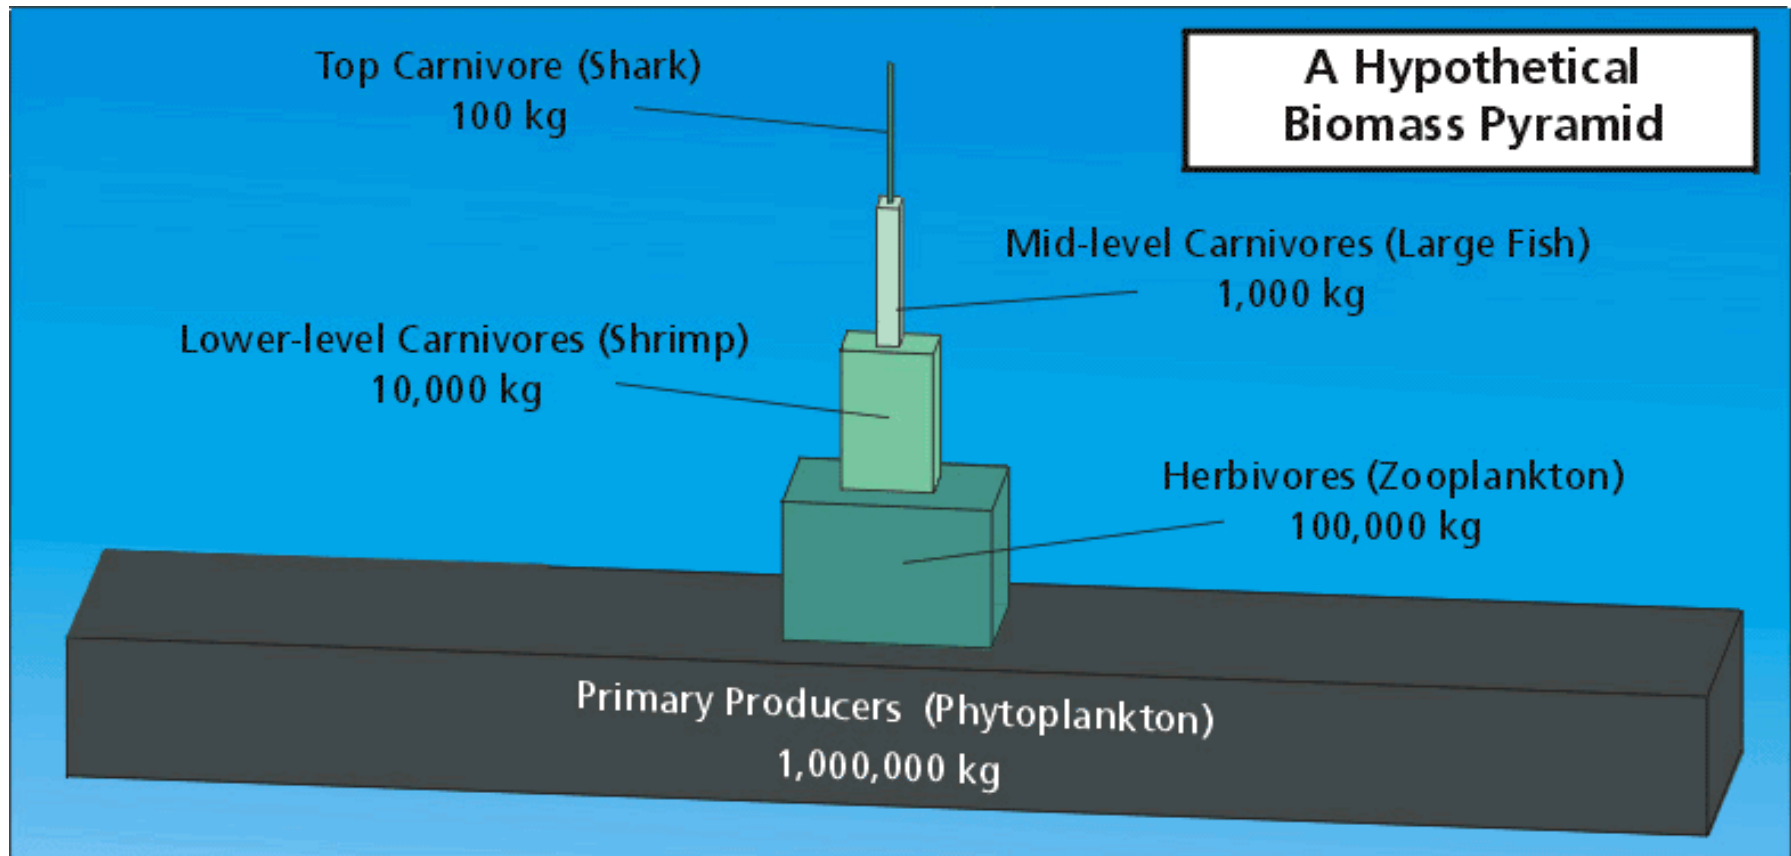 A Hypothetical
Biomass Pyramid
Top Carnivore (Shark)
100 kg
Mid-level Carnivores (Large Fish)
1,000 kg
Lower-level Carnivores (Shrimp)
10,000 kg
Herbivores (Zooplankton)
100,000 kg
Primary Producers (Phytoplankton)
1,000,000 kg